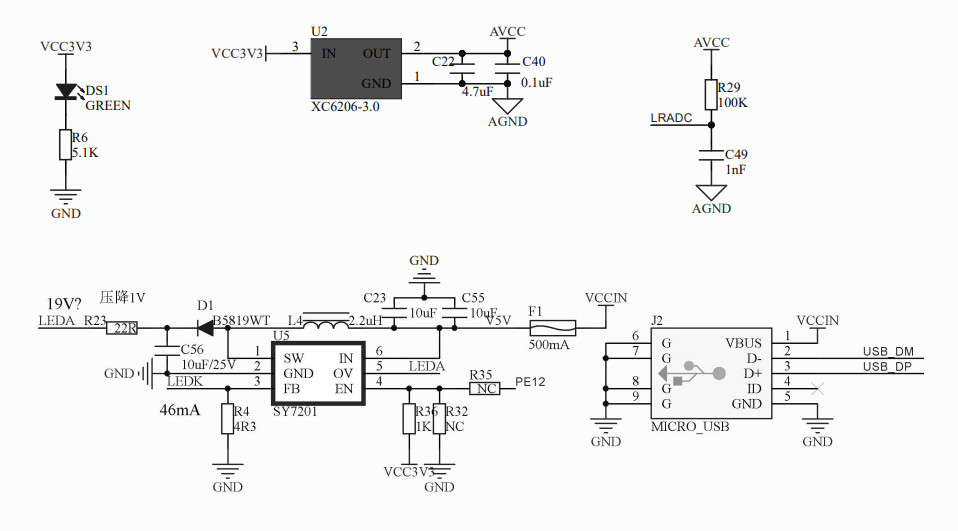 VCC3V3
DS1
GREEN
R6
5.1K
GND
U2
VCC3V3
3
IN
OUT
2
GND
1
XC6206-3.0
AVCC
C22
4.7uF
C40
0.1uF
AGND
AVCC
R29
100K
LRADC
C49
1nF
AGND
19V?
压降1V
LEDA
R23
22R
D1
B5819WT
C56
10uF/25V
GND
LEDK
46mA
R4
4R3
GND
L4
2.2uH
U5
1
SW
IN
6
2
GND
OV
5
LEDA
3
FB
EN
4
SY7201
GND
C23
10uF
C55
10uF
V5V
F1
500mA
VCCIN
R35
NC
PE12
R36
1K
R32
NC
VCC3V3
GND
J2
6
G
VBUS
1
VCCIN
7
G
D-
2
USB_DM
D+
3
USB_DP
8
G
ID
4
9
G
GND
5
MICRO_USB
GND
GND